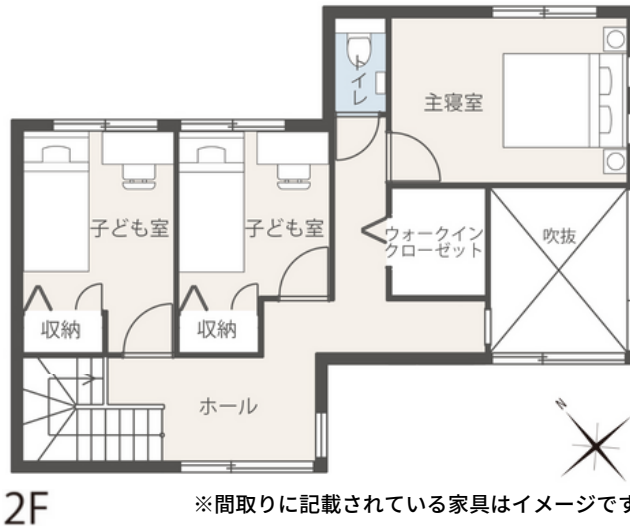 トイレ
主寝室
子ども室
子ども室
ウォークイン
クローゼット
吹抜
収納
収納
ホール
N
2F
※間取りに記載されている家具はイメージです